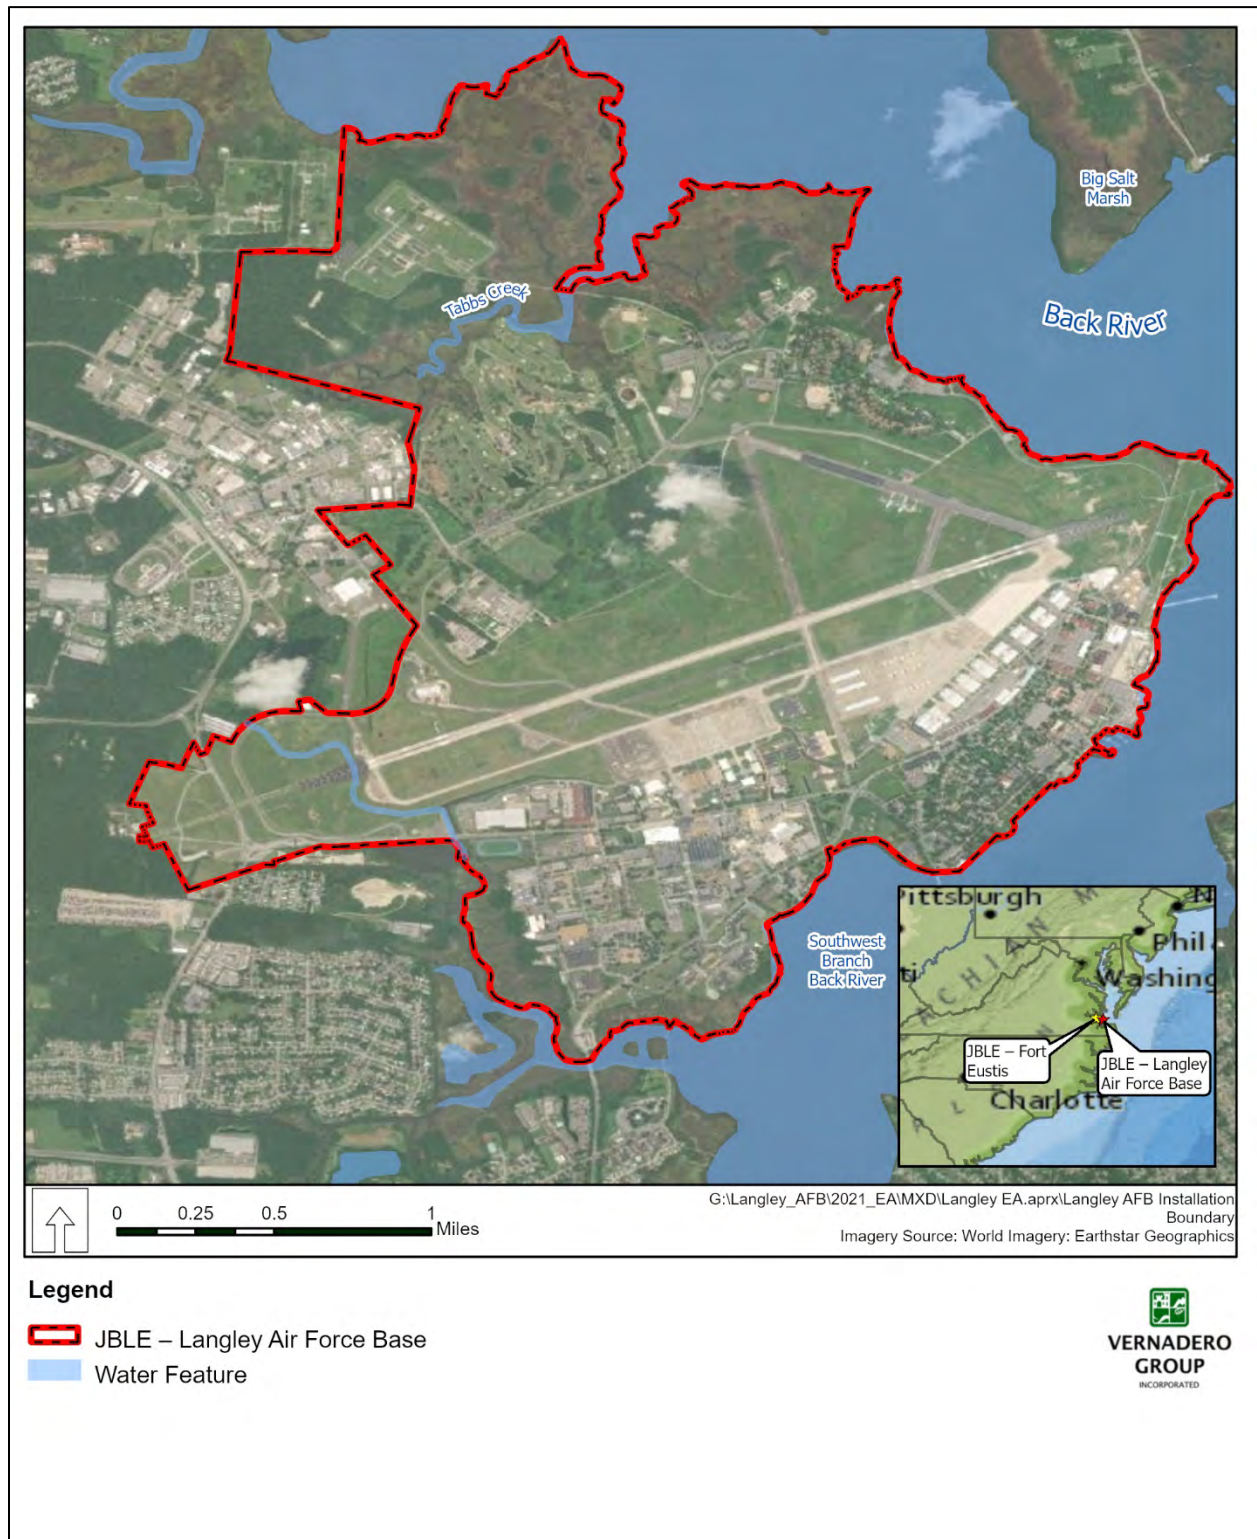 Big Salt
Marsh
Back River
Tabbs Creek
Southwest
Branch
Back River
Pittsburgh
CHIAN M
Phil
Washing
JBLE – Fort
Eustis
JBLE – Langley
Air Force Base
Charlotte
0 0.25 0.5 1
Miles
G:\Langley_AFB\2021_EA\MXD\Langley EA.aprx\Langley AFB Installation
Boundary
Imagery Source: World Imagery: Earthstar Geographics
Legend
JBLE – Langley Air Force Base
Water Feature
VERNADERO
GROUP
INCORPORATED